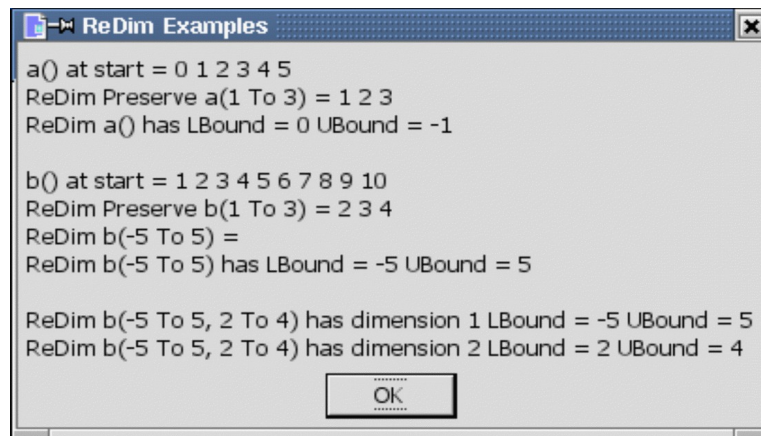 ReDim Examples
a() at start = 0 1 2 3 4 5
ReDim Preserve a(1 To 3) = 1 2 3
ReDim a() has LBound = 0 UBound = -1
b() at start = 1 2 3 4 5 6 7 8 9 10
ReDim Preserve b(1 To 3) = 2 3 4
ReDim b(-5 To 5) =
ReDim b(-5 To 5) has LBound = -5 UBound = 5
ReDim b(-5 To 5, 2 To 4) has dimension 1 LBound = -5 UBound = 5
ReDim b(-5 To 5, 2 To 4) has dimension 2 LBound = 2 UBound = 4
OK